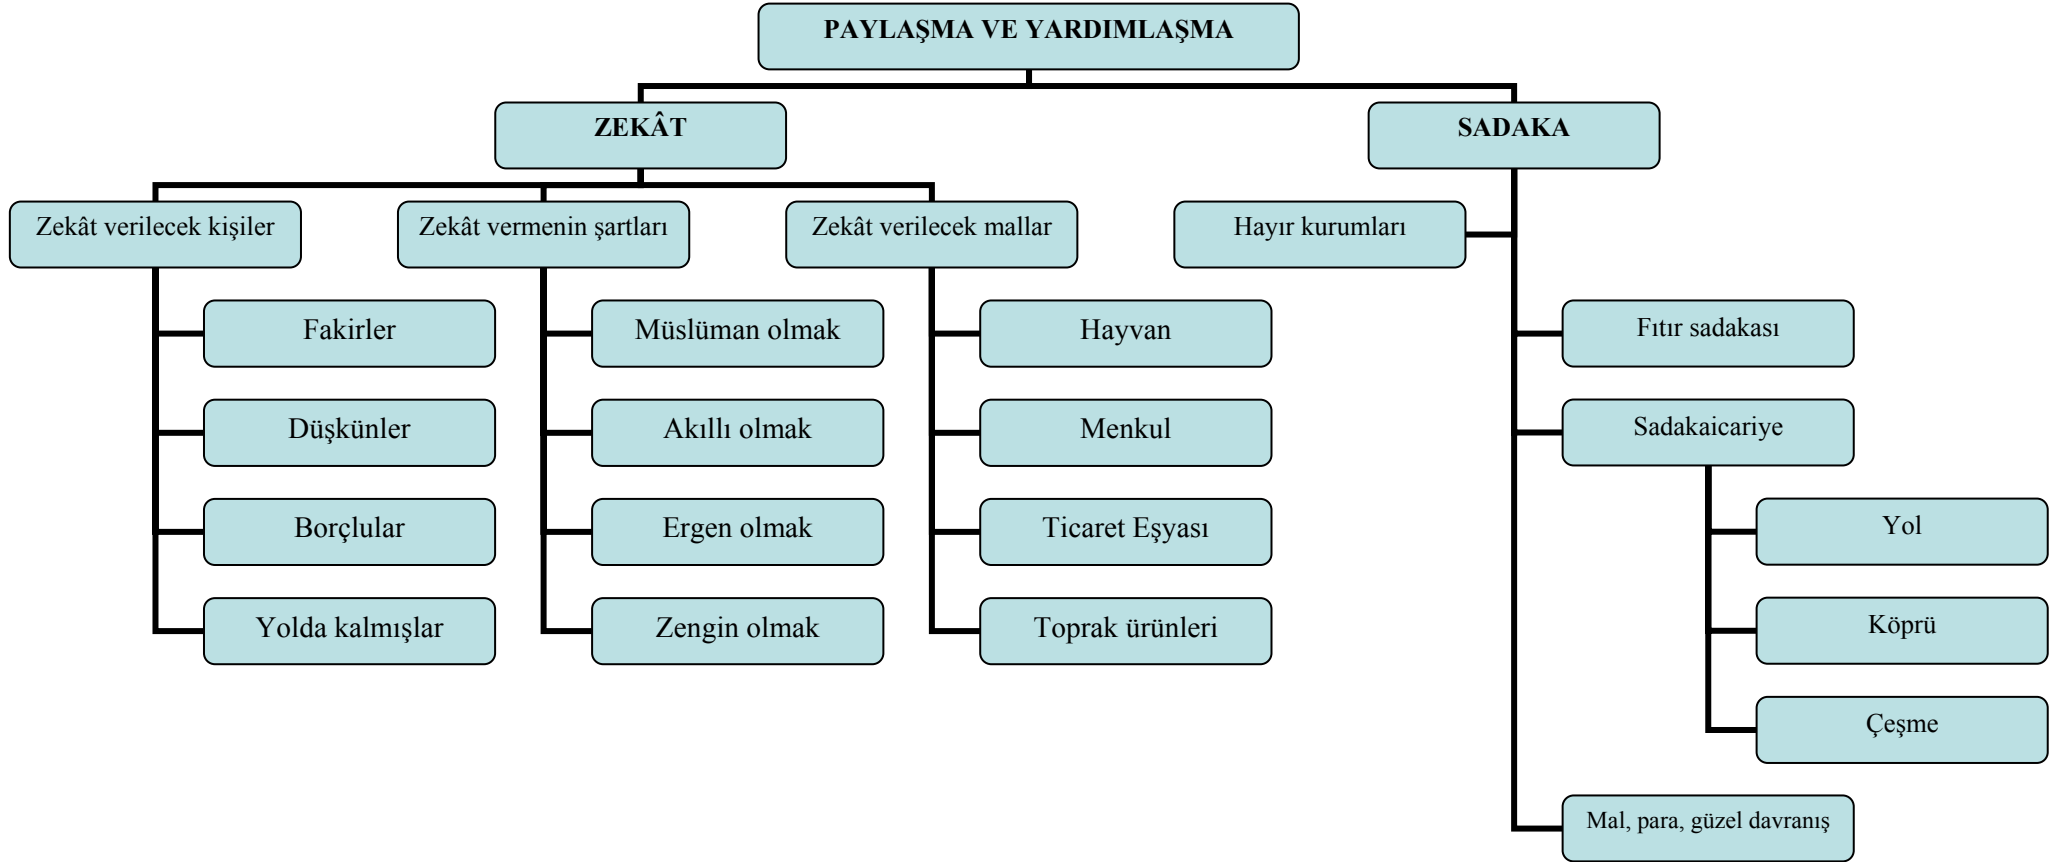 PAYLAŞMA VE YARDIMLAŞMA
ZEKÂT
SADAKA
Zekât verilecek kişiler
Zekât vermenin şartları
Zekât verilecek mallar
Hayır kurumları
Fakirler
Müslüman olmak
Hayvan
Fıtır sadakası
Düşkünler
Akıllı olmak
Menkul
Sadakaicariye
Borçlular
Ergen olmak
Ticaret Eşyası
Yol
Yolda kalmışlar
Zengin olmak
Toprak ürünleri
Köprü
Çeşme
Mal, para, güzel davranış